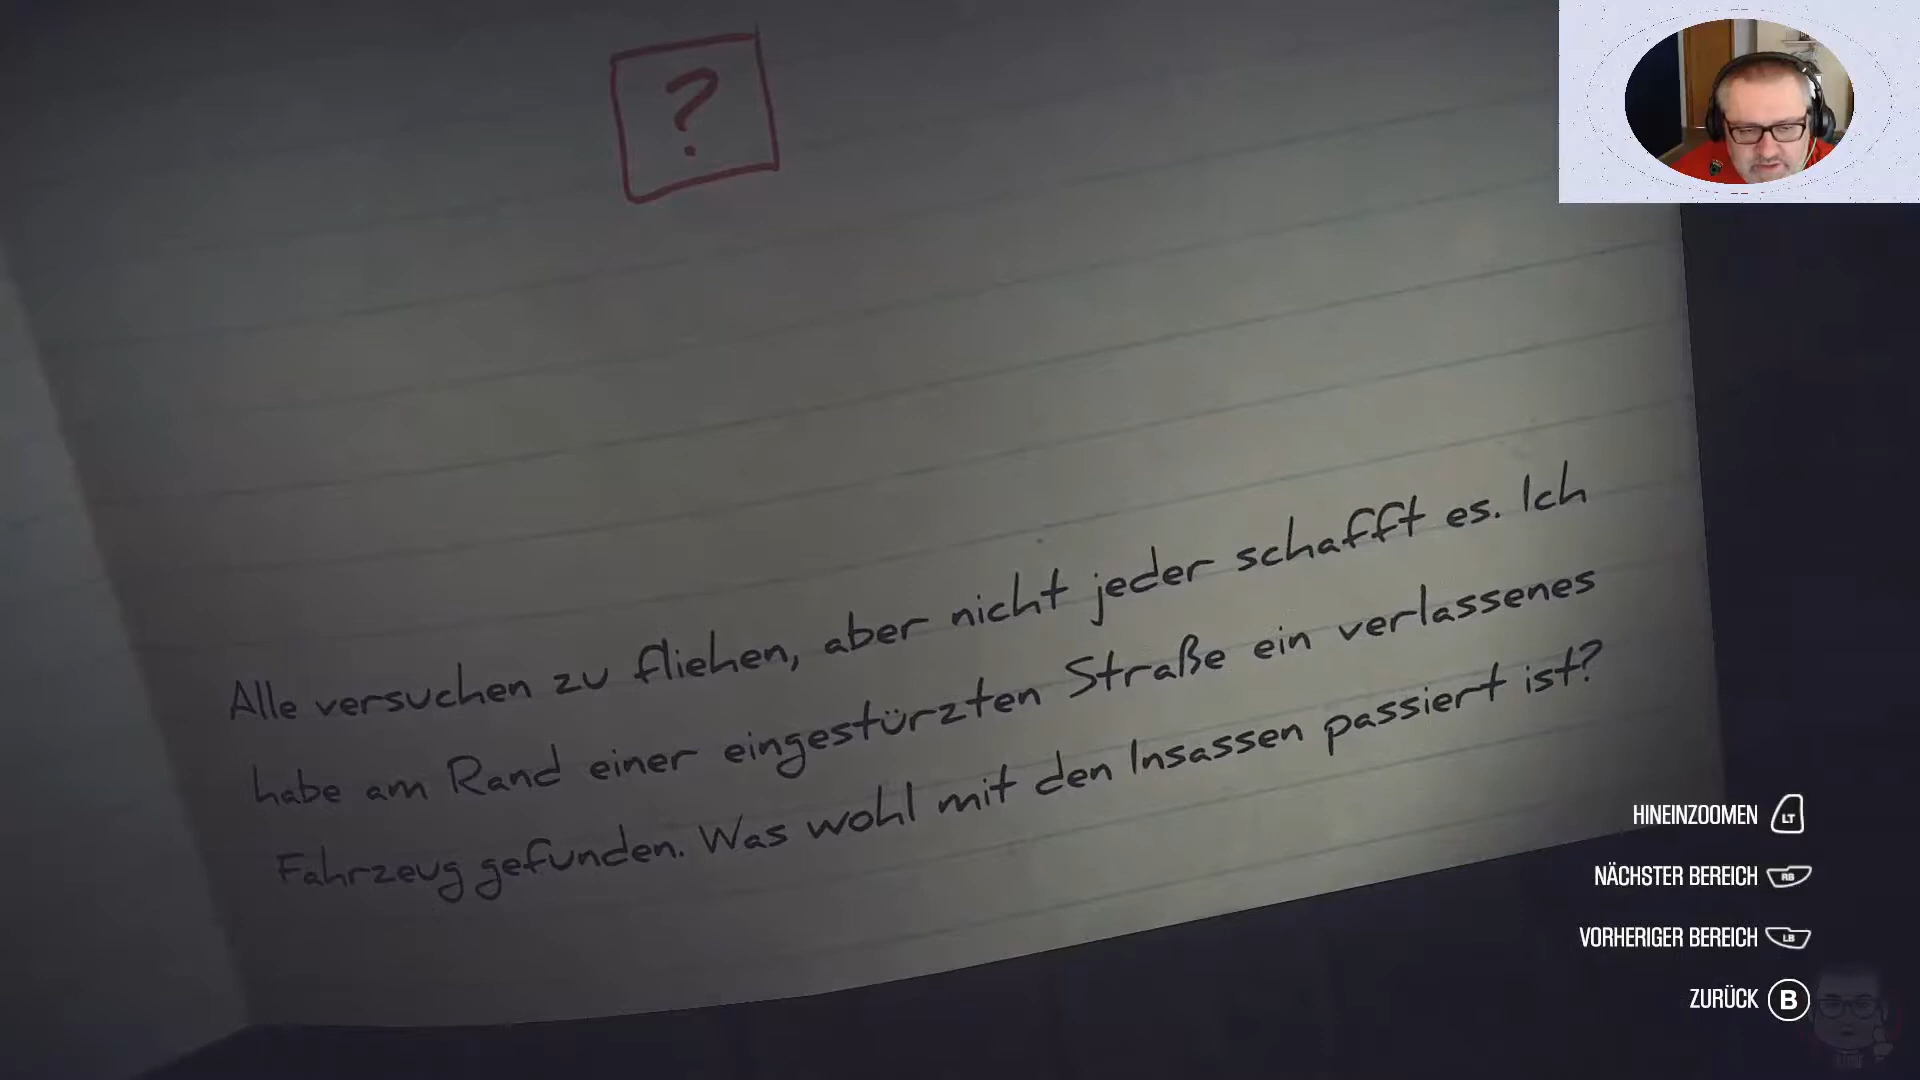 ?
Alle versuchen zu fliehen, aber nicht jeder schafft es. Ich
habe am Rand einer eingestürzten Straße ein verlassenes
Fahrzeug gefunden. Was wohl mit den Insassen passiert ist?
HINEINZOOMEN LT
NÄCHSTER BEREICH RB
VORHERIGER BEREICH LB
ZURÜCK B